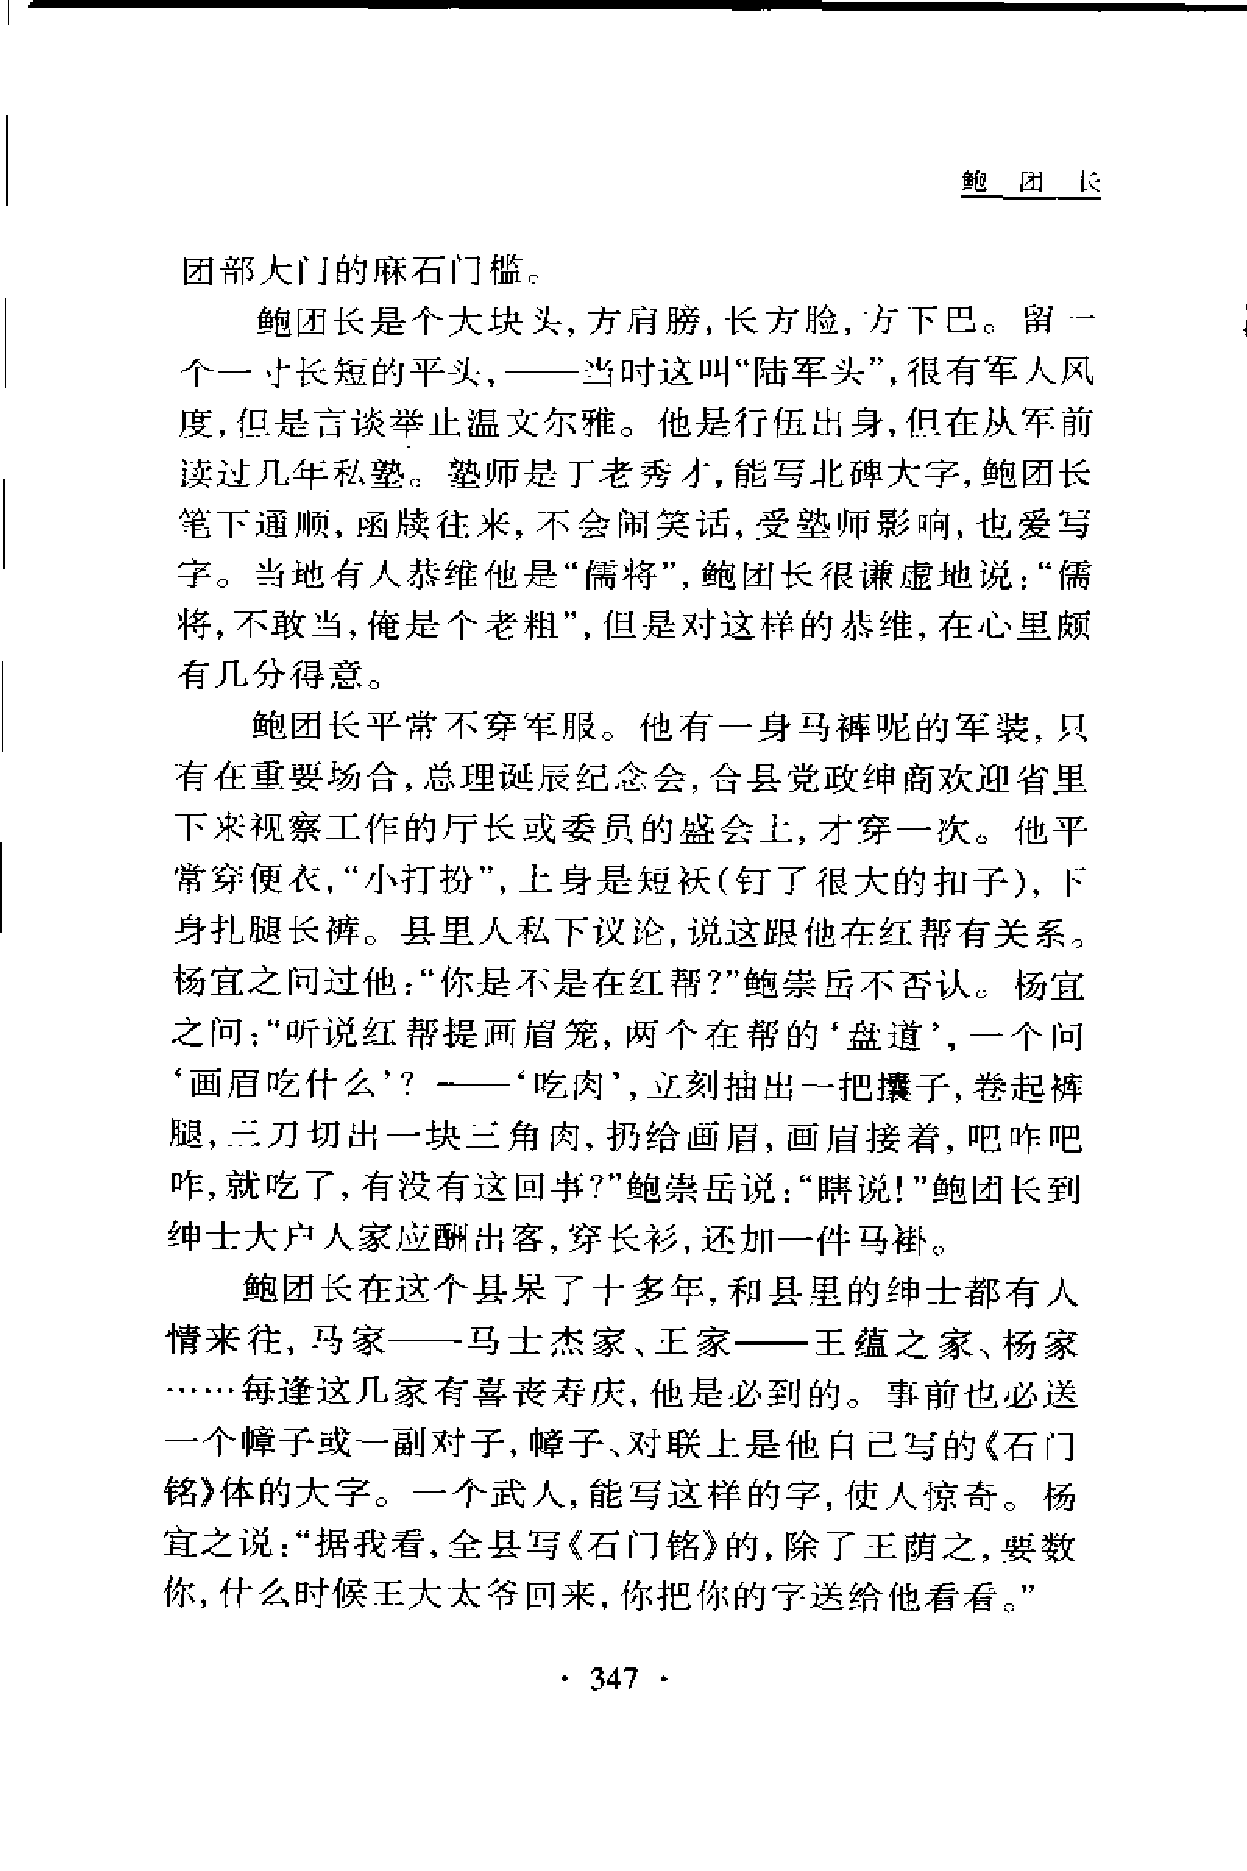 鲍 团 长
团部大门的麻石门槛。
鲍团长是个大块头,方肩膀,长方脸,方下巴。留一
个一寸长短的平头,——当时这叫“陆军头”,很有军人风
度,但是言谈举止温文尔雅。他是行伍出身,但在从军前
读过几年私塾。塾师是丁老秀才,能写北碑大字,鲍团长
笔下通顺,函牍往来,不会闹笑话,受塾师影响,也爱写
字。当地有人恭维他是“儒将”,鲍团长很谦虚地说:“儒
将,不敢当,俺是个老粗”,但是对这样的恭维,在心里颇
有几分得意。
鲍团长平常不穿军服。他有一身马裤呢的军装,只
有在重要场合,总理诞辰纪念会,合县党政绅商欢迎省里
下来视察工作的厅长或委员的盛会上,才穿一次。他平
常穿便衣,“小打扮”,上身是短袄(钉了很大的扣子),下
身扎腿长裤。县里人私下议论,说这跟他在红帮有关系。
杨宜之问过他:“你是不是在红帮?”鲍崇岳不否认。杨宜
之问:“听说红帮提画眉笼,两个在帮的‘盘道’,一个问
‘画眉吃什么’?——‘吃肉’,立刻抽出一把攮子,卷起裤
腿,三刀切出一块三角肉,扔给画眉,画眉接着,吧咋吧
咋,就吃了,有没有这回事?”鲍崇岳说:“瞎说!”鲍团长到
绅士大户人家应酬出客,穿长衫,还加一件马褂。
鲍团长在这个县呆了十多年,和县里的绅士都有人
情来往,马家——马士杰家、王家——王蕴之家、杨家
……每逢这几家有喜丧寿庆,他是必到的。事前也必送
一个幛子或一副对子,幛子、对联上是他自己写的《石门
铭》体的大字。一个武人,能写这样的字,使人惊奇。杨
宜之说:“据我看,全县写《石门铭》的,除了王荫之,要数
你,什么时候王大太爷回来,你把你的字送给他看看。”
· 347 ·